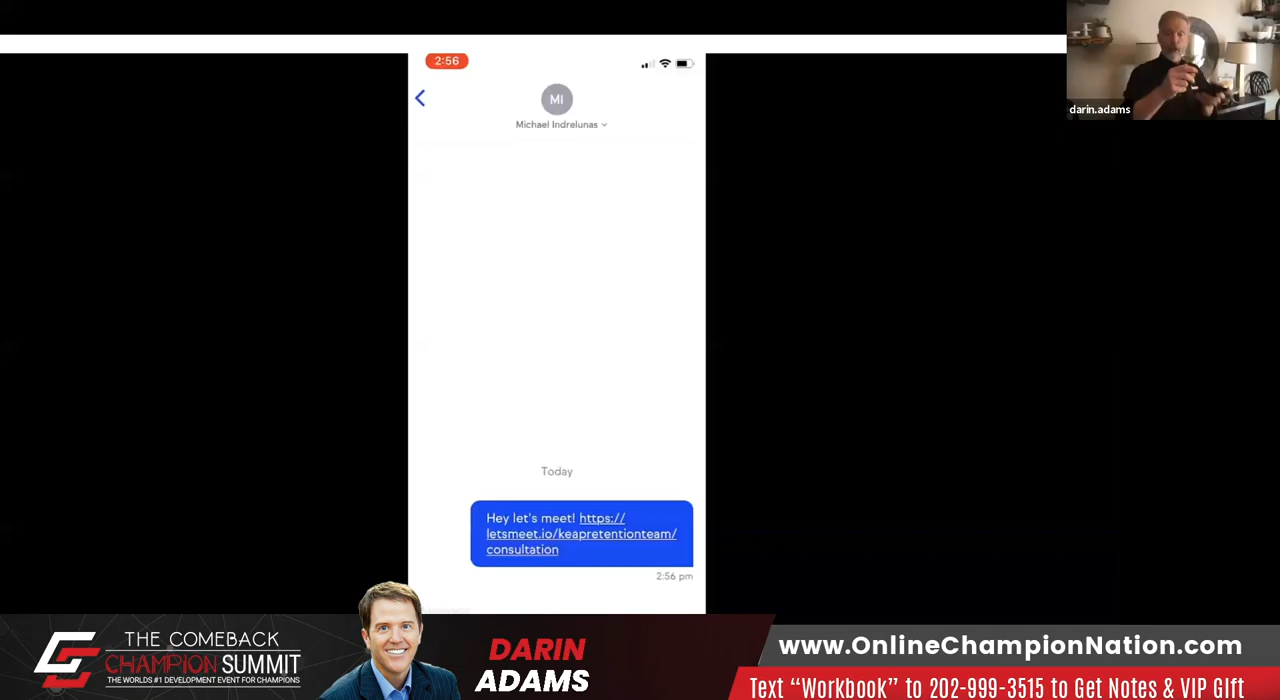 darin.adams
2:56
MI
Michael Indrelunas
Today
Hey let's meet! https://
letsmeet.io/keapretentionteam/
consultation
2:56 pm
THE COMEBACK
CHAMPION SUMMIT
THE WORLDS #1 DEVELOPMENT EVENT FOR CHAMPIONS
DARIN
ADAMS
www.OnlineChampionNation.com
Text “Workbook” to 202-999-3515 to Get Notes & VIP GIft